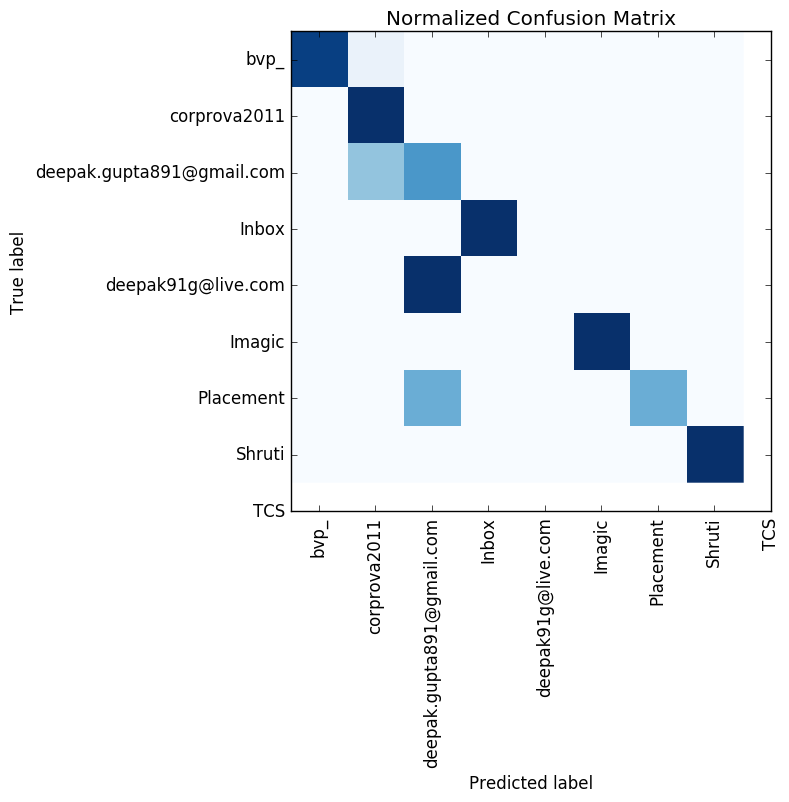 Normalized Confusion Matrix
True label
bvp_
corprova2011
deepak.gupta891@gmail.com
Inbox
deepak91g@live.com
Imagic
Placement
Shruti
TCS
bvp_
corprova2011
deepak.gupta891@gmail.com
Inbox
deepak91g@live.com
Imagic
Placement
Shruti
TCS
Predicted label